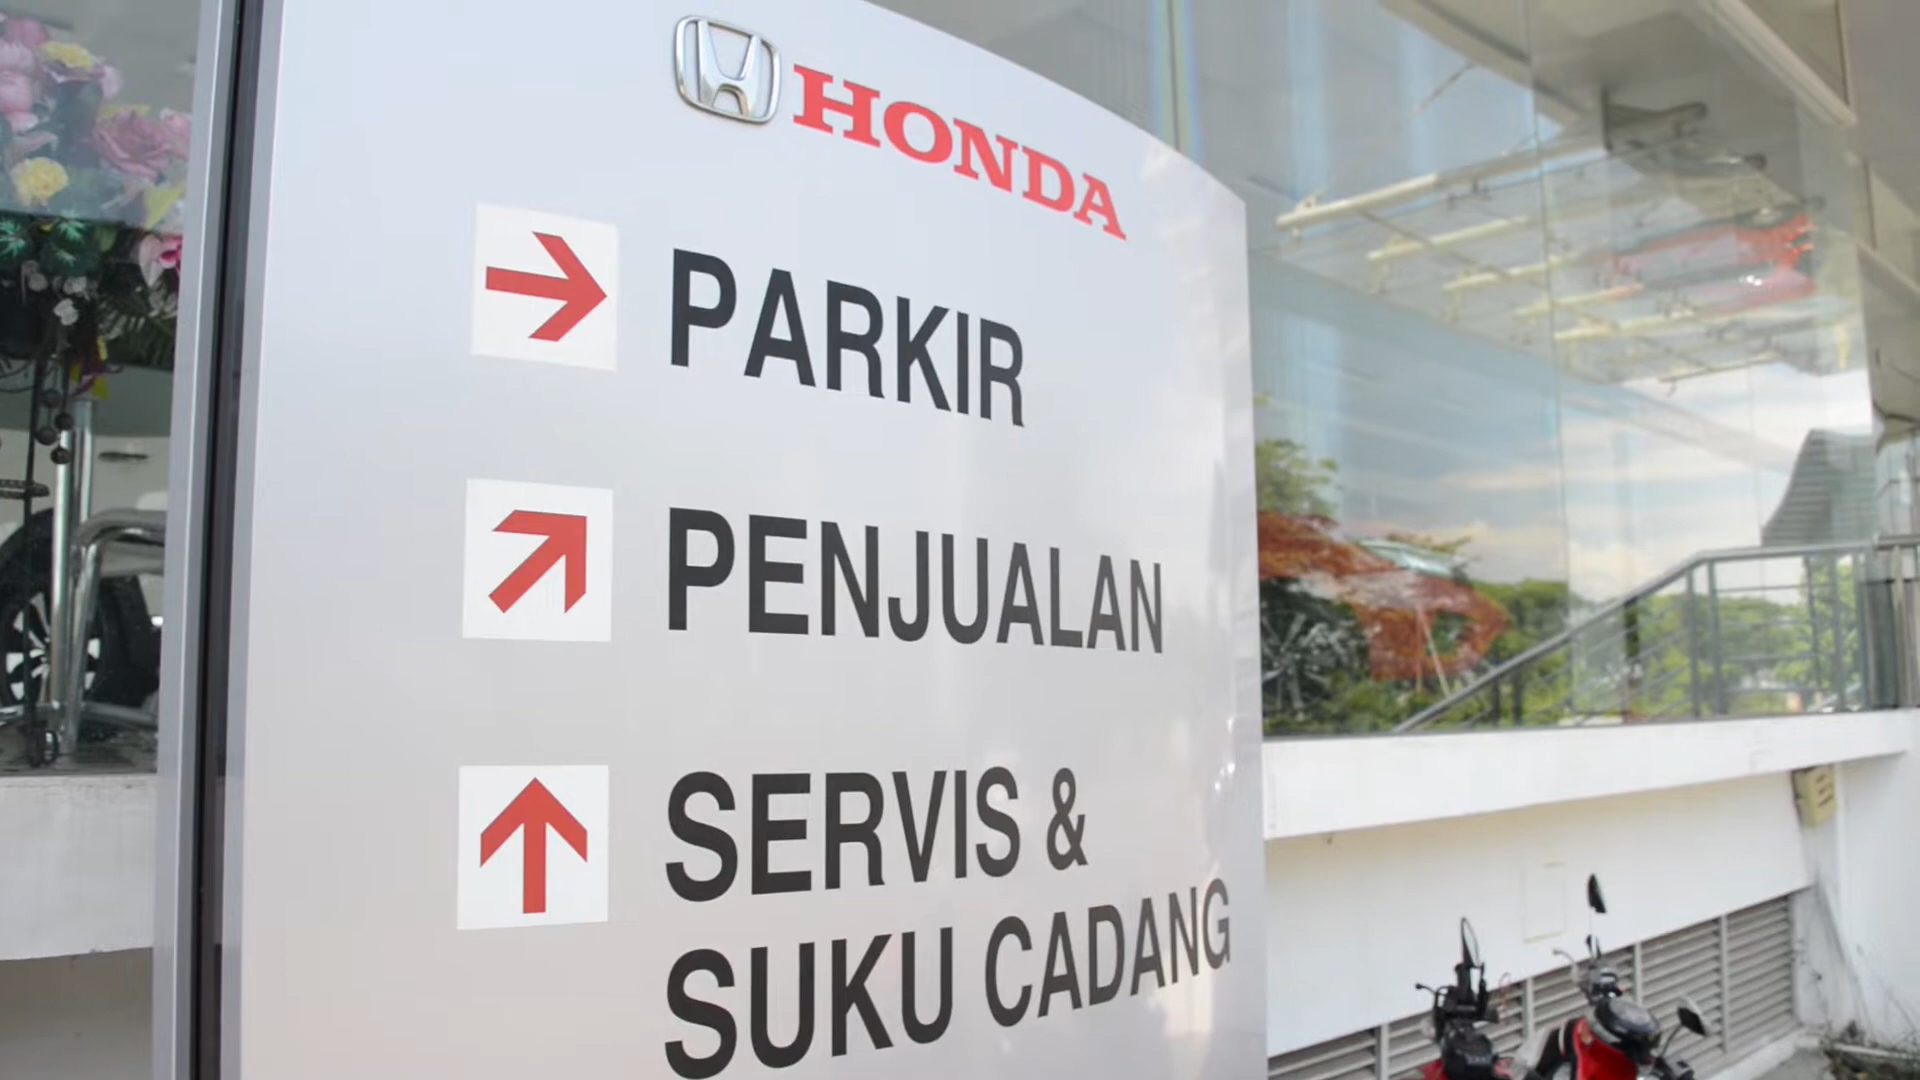 HONDA
PARKIR
PENJUALAN
SERVIS &
SUKU CADANG